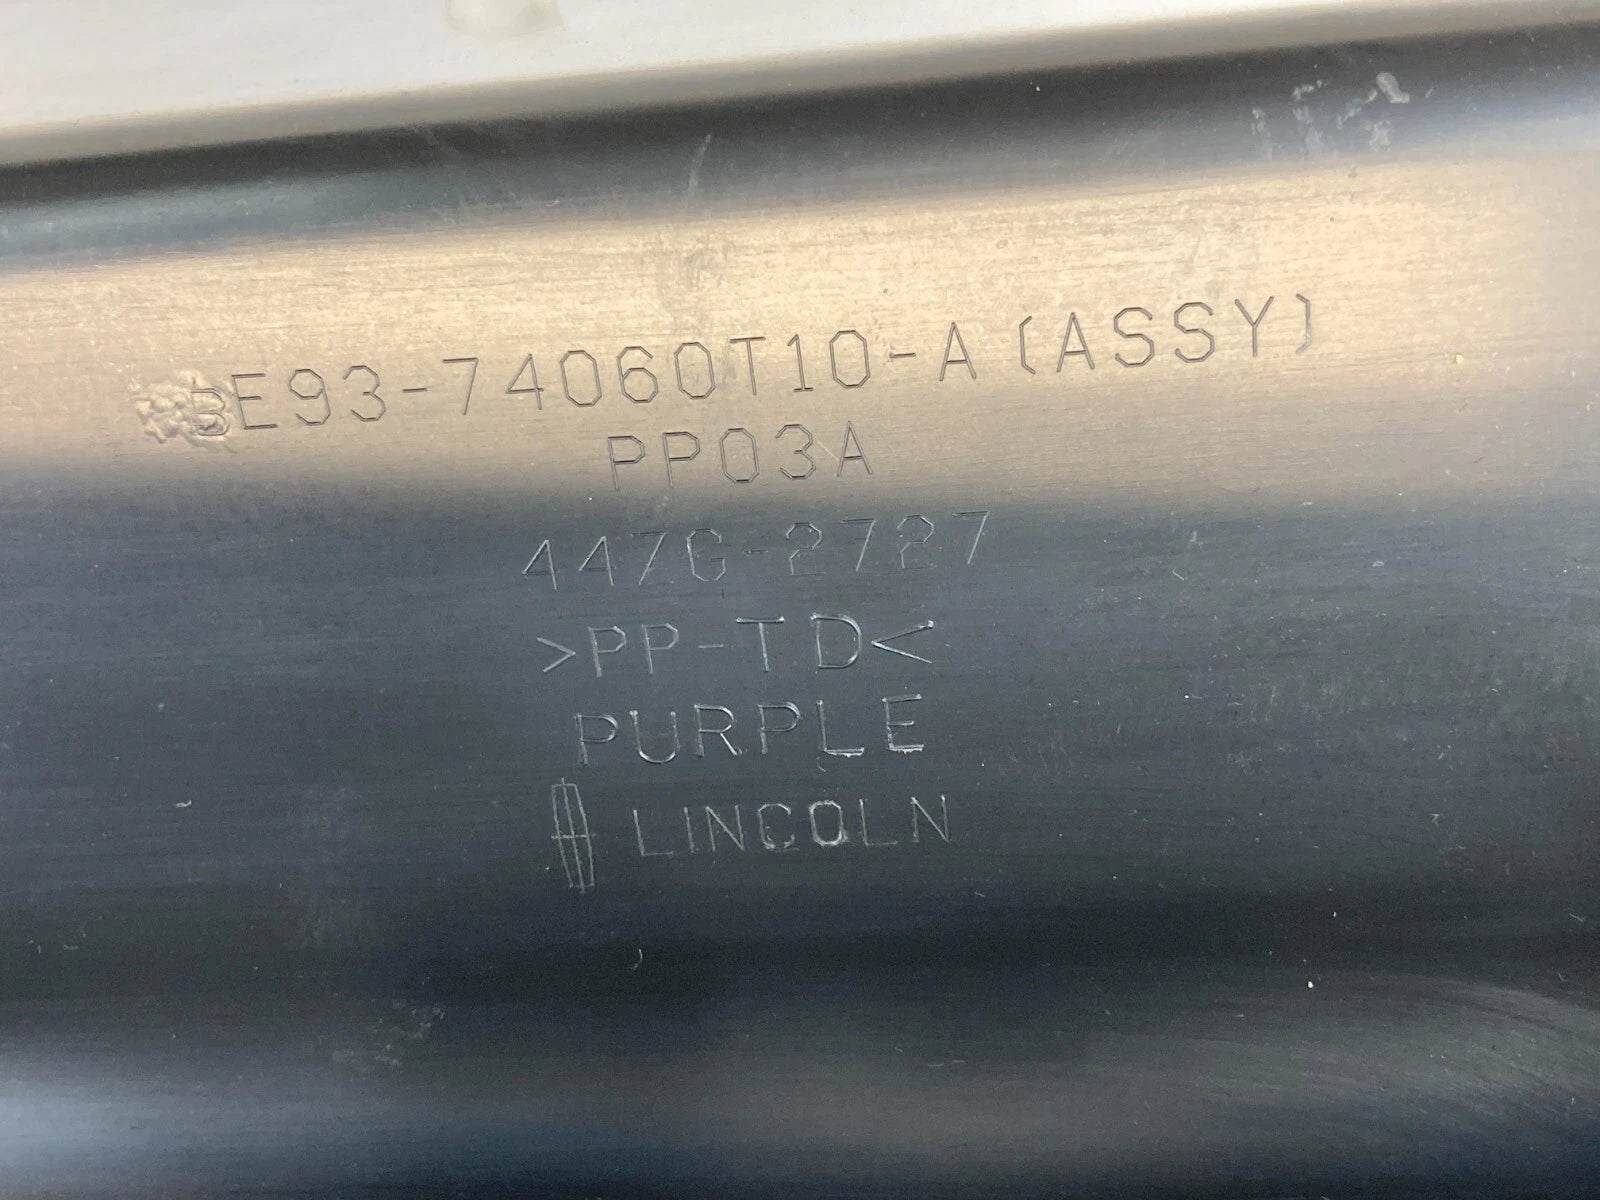 BE93-74060T10-A (ASSY)
PP03A
447G-2727
>PP-TD<
PURPLE
LINCOLN